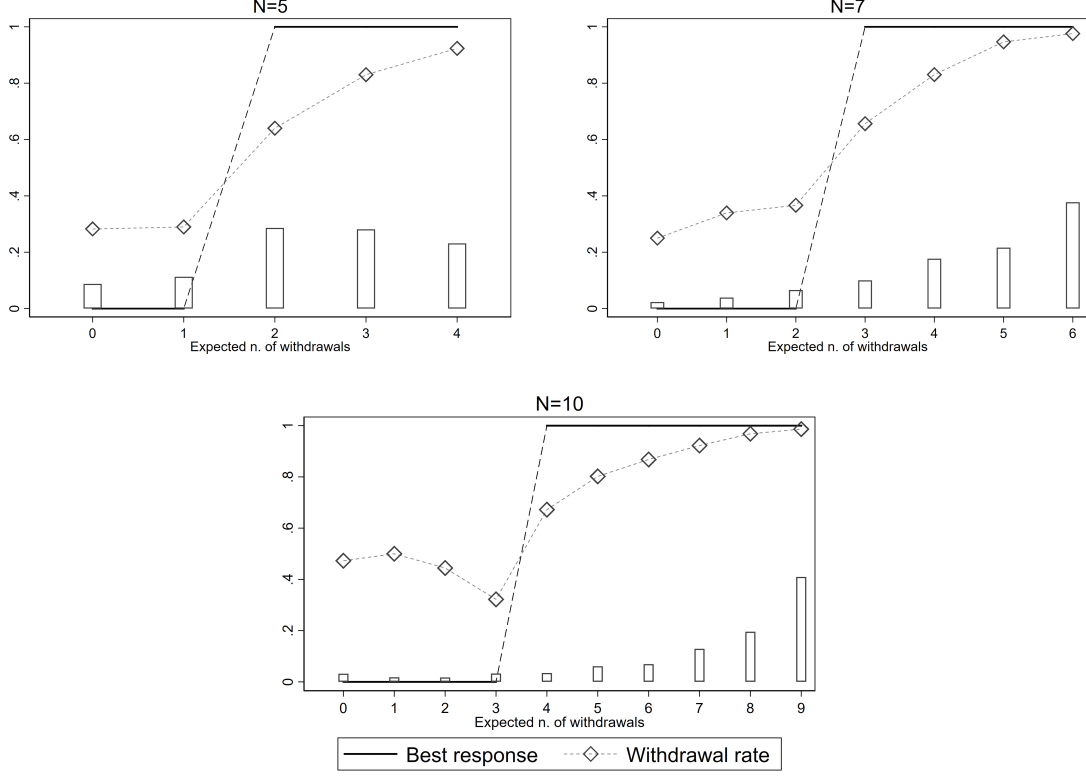 N=5
1
.8
.6
.4
.2
0
0 1 2 3 4
Expected n. of withdrawals
N=7
1
.8
.6
.4
.2
0
0 1 2 3 4 5 6
Expected n. of withdrawals
N=10
1
.8
.6
.4
.2
0
0 1 2 3 4 5 6 7 8 9
Expected n. of withdrawals
Best response Withdrawal rate